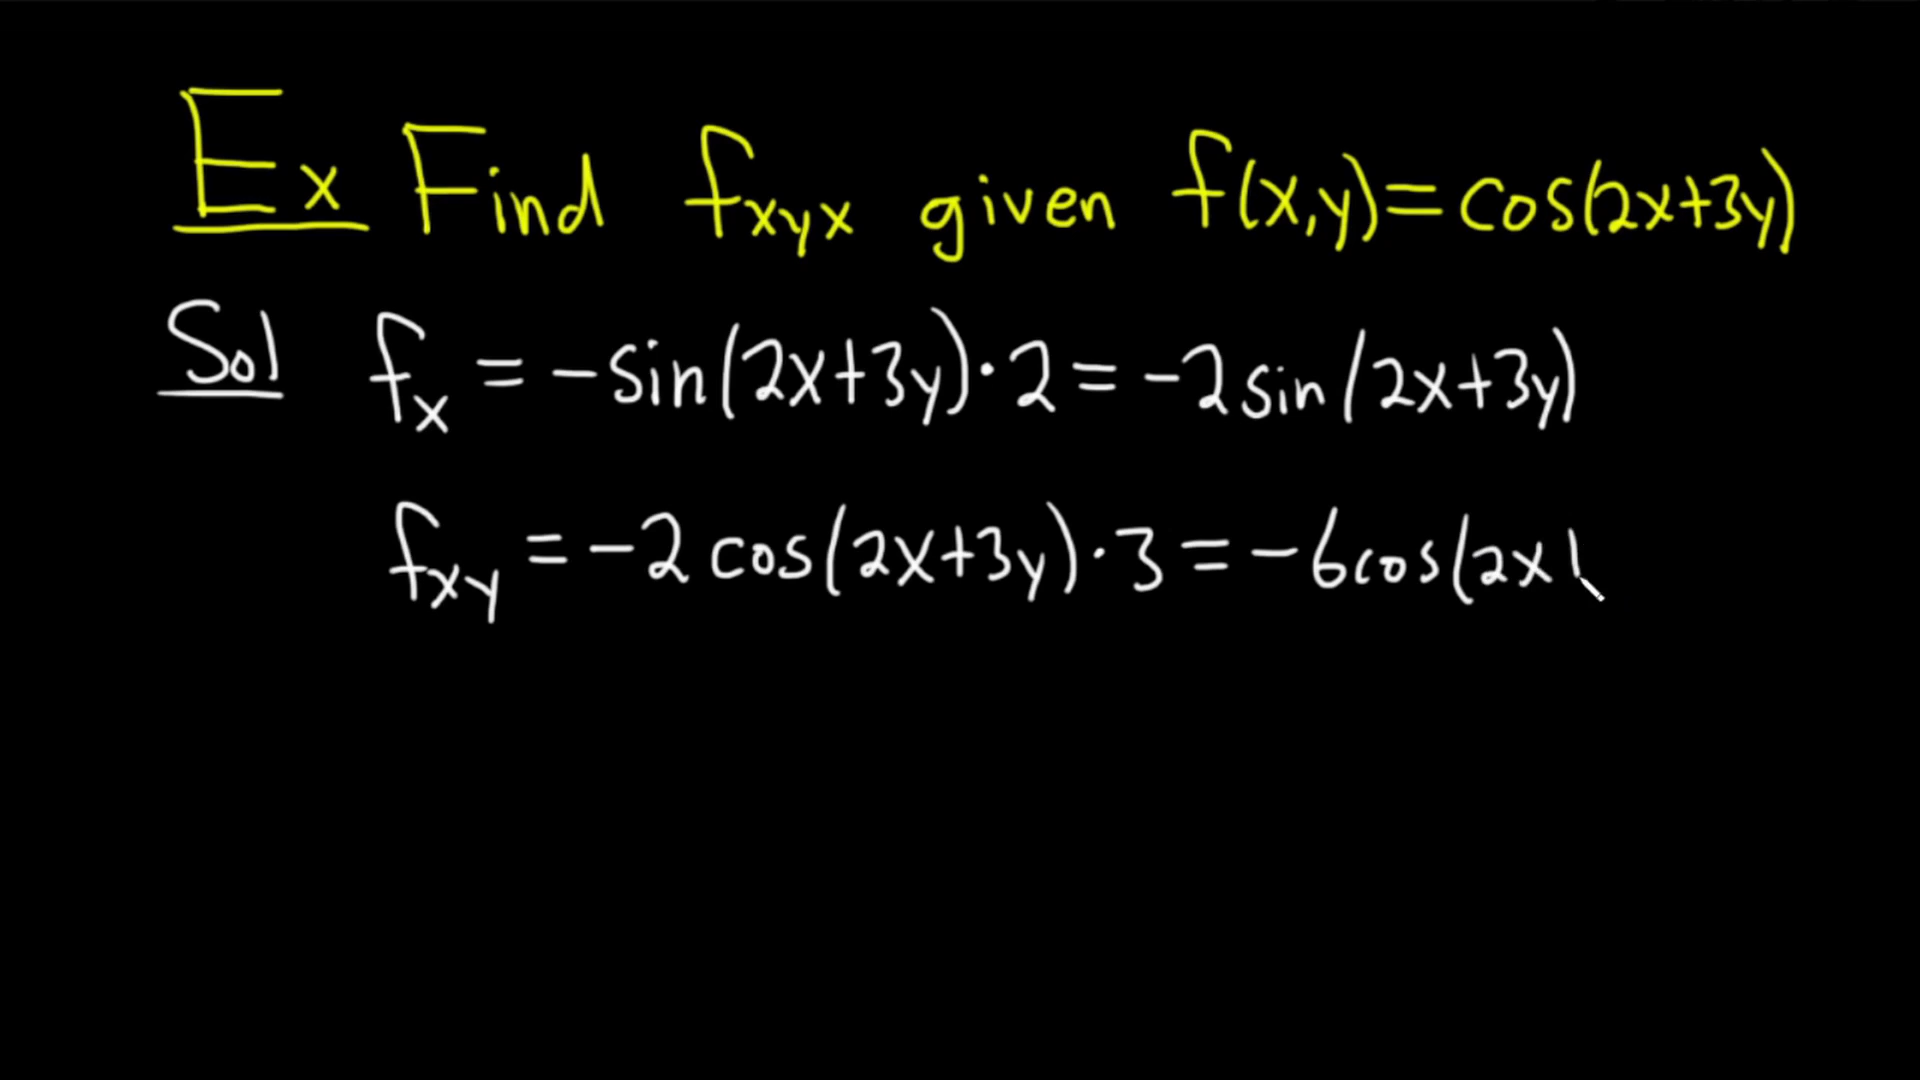 Ex Find fxyx given f(x,y)=cos(2x+3y)
Sol fx = -sin(2x+3y)·2 = -2sin(2x+3y)
fxy = -2cos(2x+3y)·3 = -6cos(2x